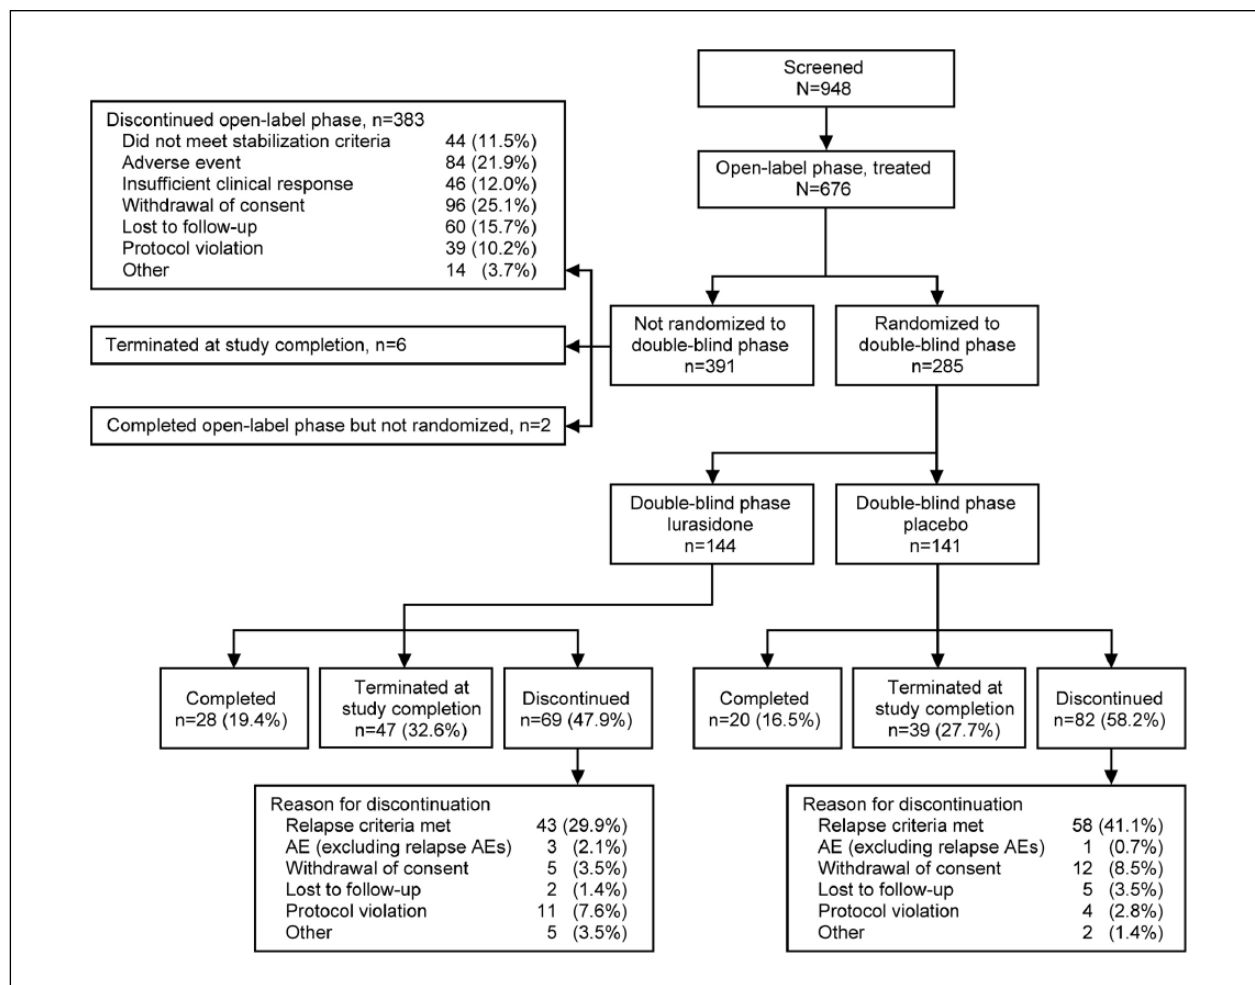 Screened
N=948
Discontinued open-label phase, n=383
Did not meet stabilization criteria 44 (11.5%)
Adverse event 84 (21.9%)
Insufficient clinical response 46 (12.0%)
Withdrawal of consent 96 (25.1%)
Lost to follow-up 60 (15.7%)
Protocol violation 39 (10.2%)
Other 14 (3.7%)
Open-label phase, treated
N=676
Terminated at study completion, n=6
Completed open-label phase but not randomized, n=2
Not randomized to
double-blind phase
n=391
Randomized to
double-blind phase
n=285
Double-blind phase
lurasidone
n=144
Double-blind phase
placebo
n=141
Completed
n=28 (19.4%)
Terminated at
study completion
n=47 (32.6%)
Discontinued
n=69 (47.9%)
Completed
n=20 (16.5%)
Terminated at
study completion
n=39 (27.7%)
Discontinued
n=82 (58.2%)
Reason for discontinuation
Relapse criteria met 43 (29.9%)
AE (excluding relapse AEs) 3 (2.1%)
Withdrawal of consent 5 (3.5%)
Lost to follow-up 2 (1.4%)
Protocol violation 11 (7.6%)
Other 5 (3.5%)
Reason for discontinuation
Relapse criteria met 58 (41.1%)
AE (excluding relapse AEs) 1 (0.7%)
Withdrawal of consent 12 (8.5%)
Lost to follow-up 5 (3.5%)
Protocol violation 4 (2.8%)
Other 2 (1.4%)